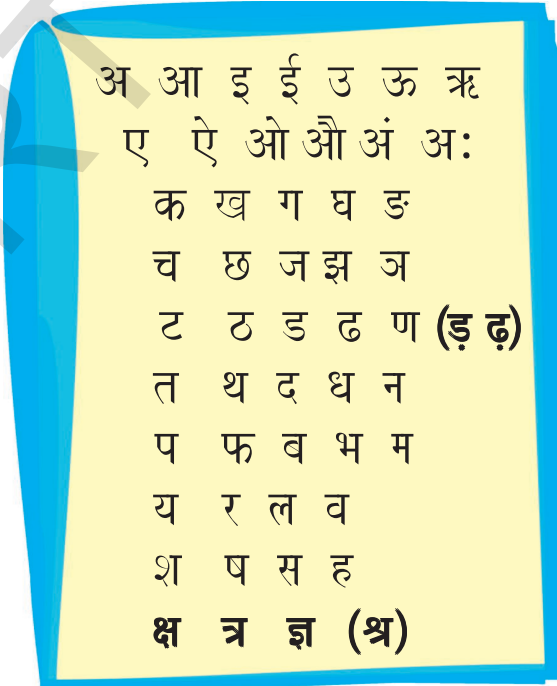 अ आ इ ई उ ऊ ऋ
ए ऐ ओ औ अं अः
क ख ग घ ङ
च छ ज झ ञ
ट ठ ड ढ ण (ड़ ढ़)
त थ द ध न
प फ ब भ म
य र ल व
श ष स ह
क्ष त्र ज्ञ (श्र)